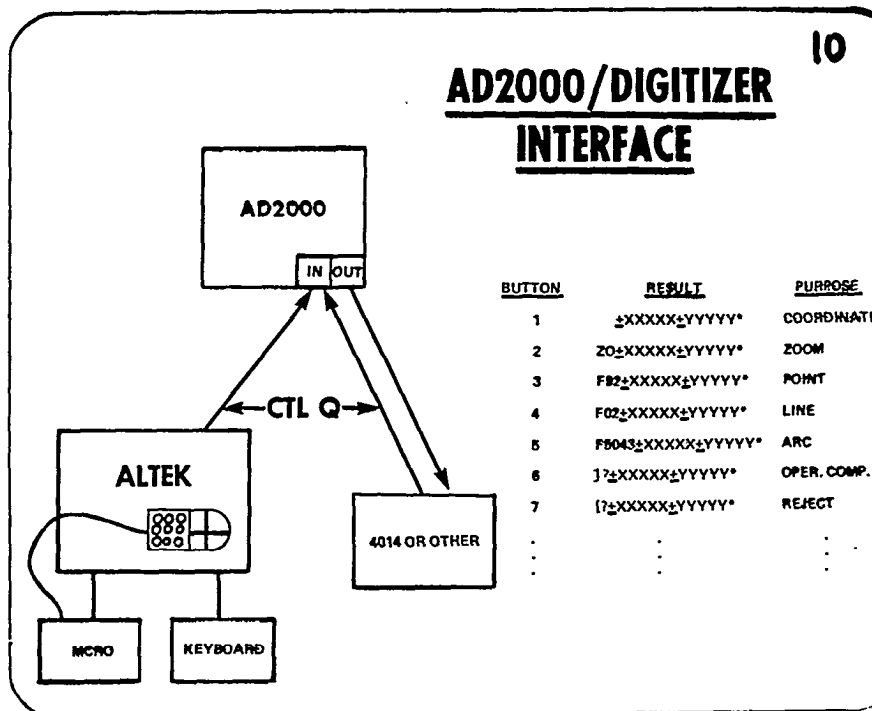 10
AD2000/DIGITIZER
INTERFACE
AD2000
IN OUT
CTL Q
ALTEK
4014 OR OTHER
MCRO
KEYBOARD
BUTTON RESULT PURPOSE
1 ±XXXXX±YYYYY* COORDINATE
2 ZO±XXXXX±YYYYY* ZOOM
3 F92±XXXXX±YYYYY* POINT
4 F02±XXXXX±YYYYY* LINE
5 F5043±XXXXX±YYYYY* ARC
6 ]?±XXXXX±YYYYY* OPER. COMP.
7 [?±XXXXX±YYYYY* REJECT
. . .
. . .
. . .